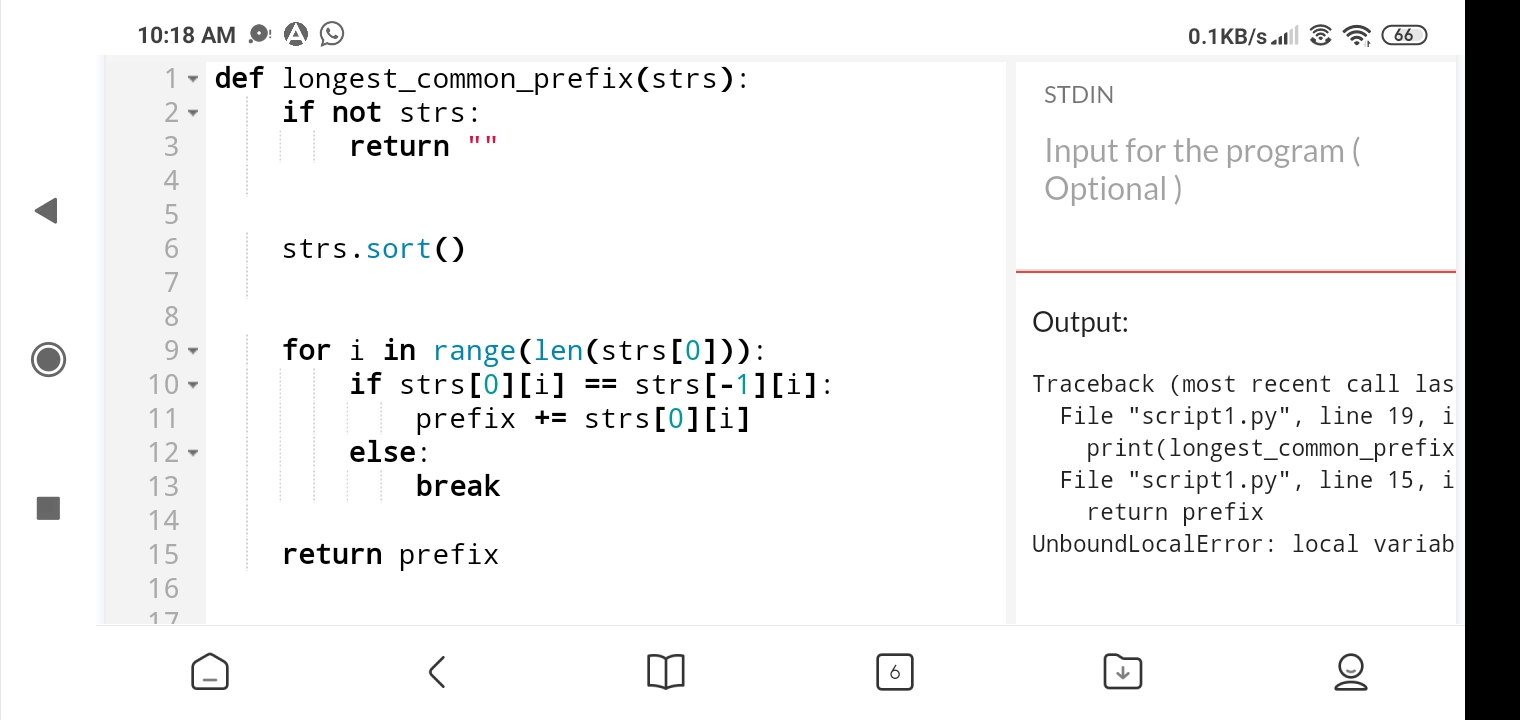 10:18 AM
0.1KB/s
66
1 def longest_common_prefix(strs):
2     if not strs:
3         return ""
4
5
6     strs.sort()
7
8
9     for i in range(len(strs[0])):
10         if strs[0][i] == strs[-1][i]:
11             prefix += strs[0][i]
12         else:
13             break
14
15     return prefix
16
17
STDIN
Input for the program (
Optional )
Output:
Traceback (most recent call las
  File "script1.py", line 19, i
    print(longest_common_prefix
  File "script1.py", line 15, i
    return prefix
UnboundLocalError: local variab
6